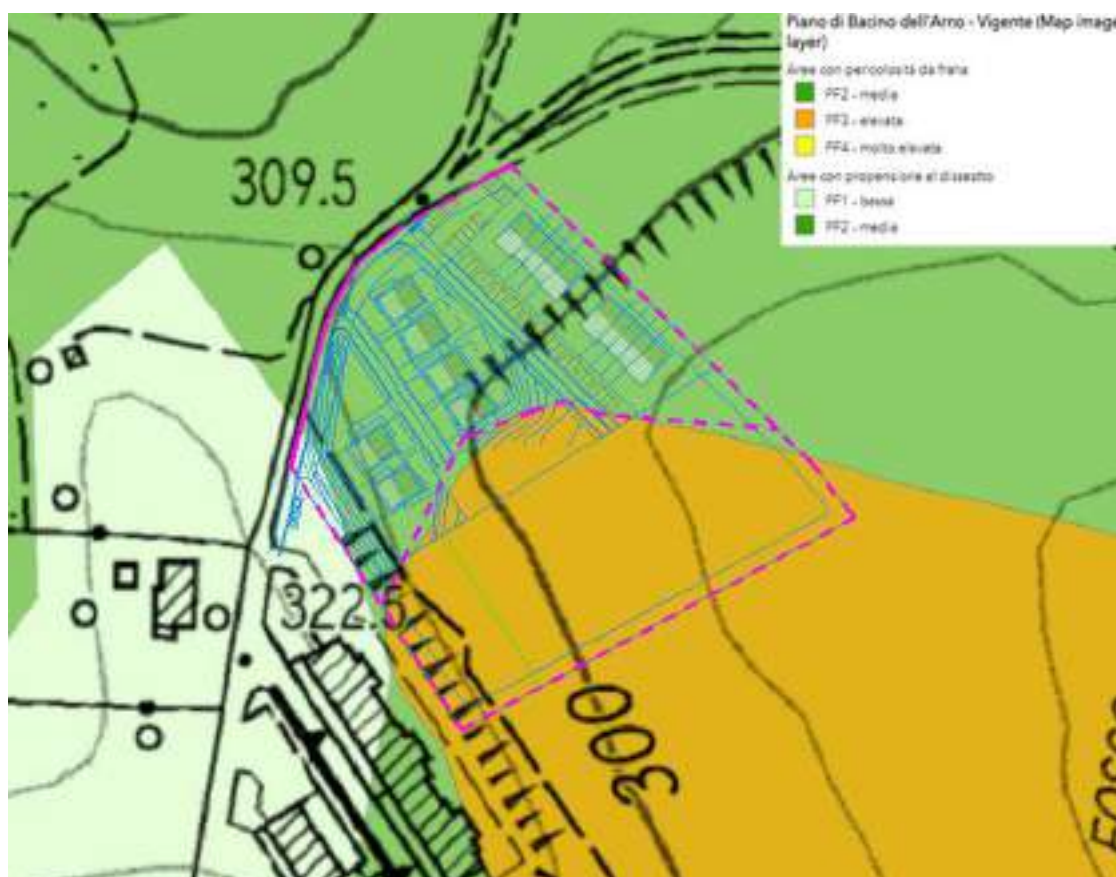 Piano di Bacino dell'Arno - Vigente (Map image
layer)
Aree con pericolosità da frana
PF2 - media
PF3 - elevata
PF4 - molto elevata
Aree con propensione al dissesto
PF1 - bassa
PF2 - media
309.5
322.5
300